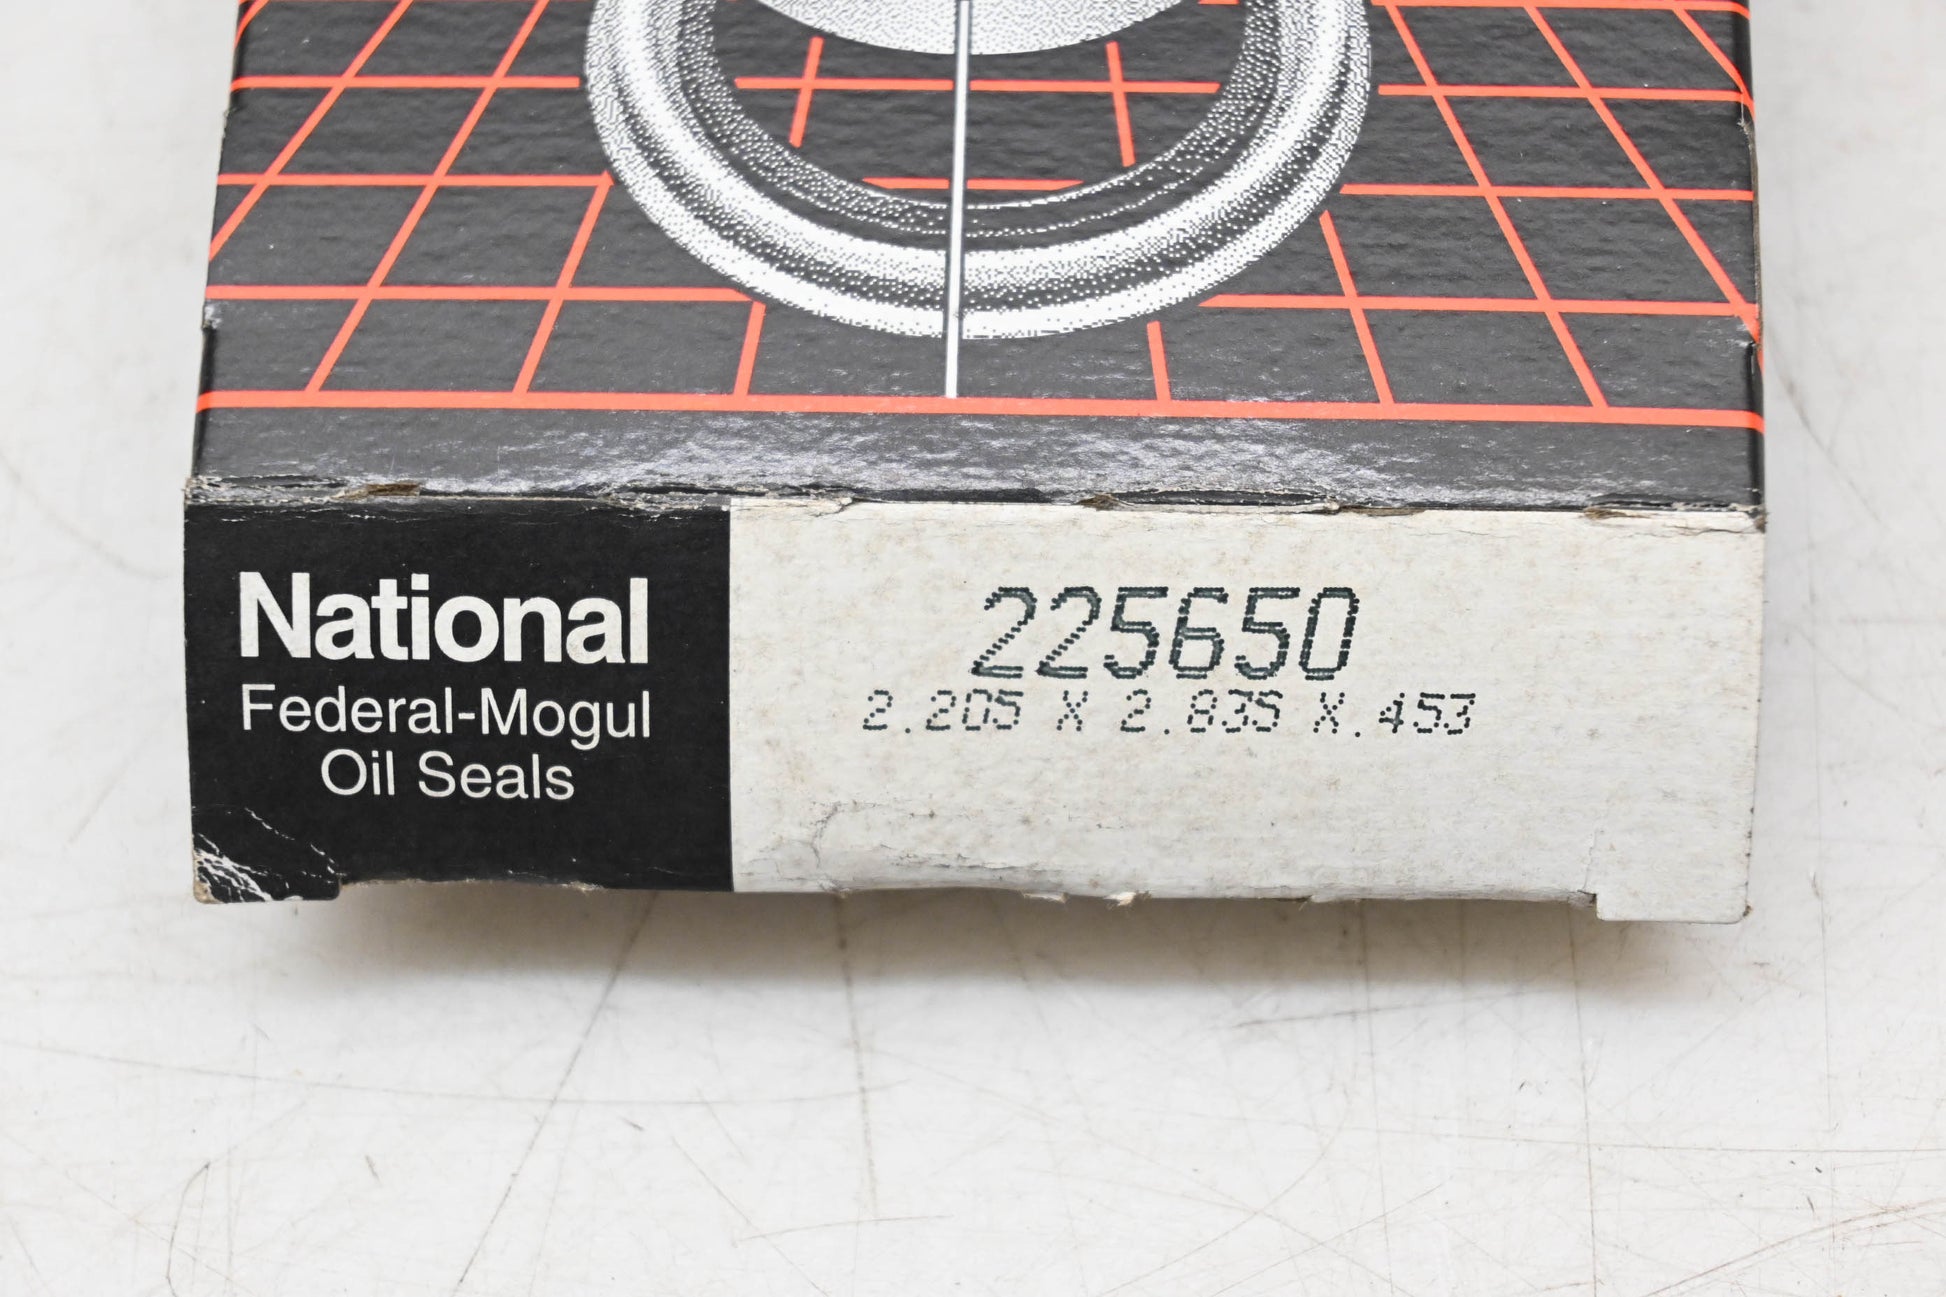 National
Federal-Mogul
Oil Seals
225650
2.205 X 2.835 X .453